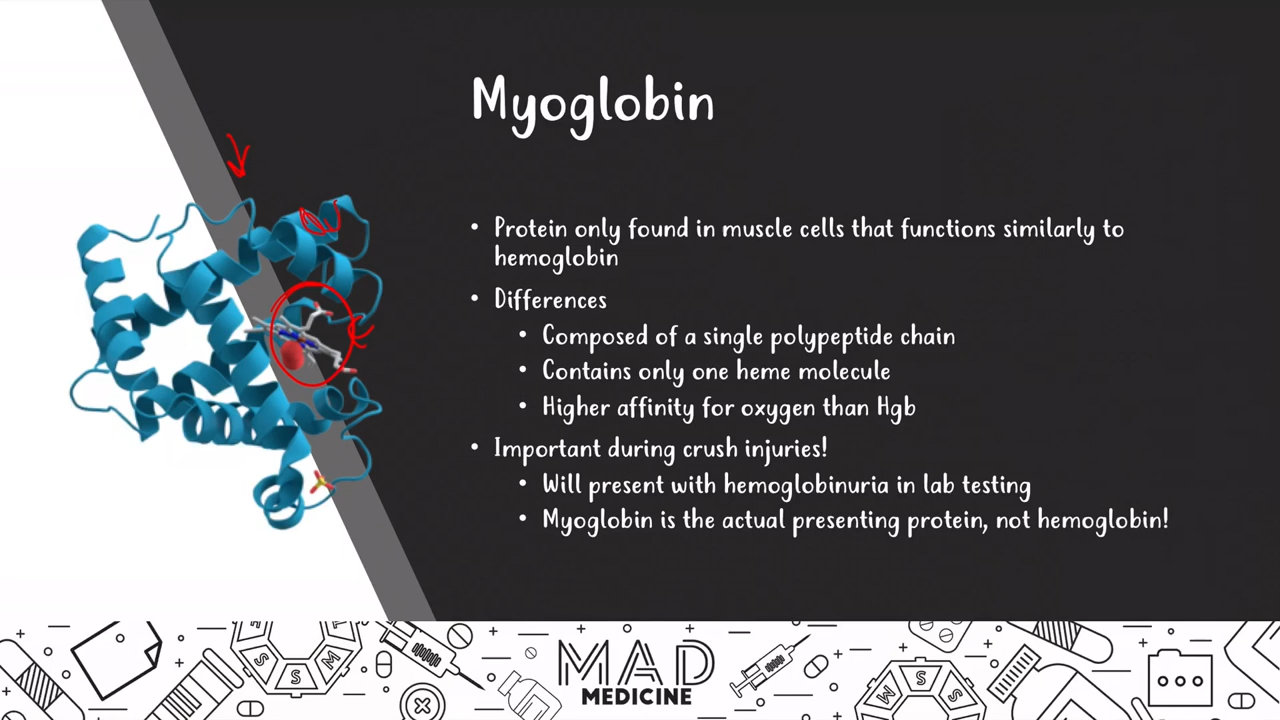 Myoglobin
• Protein only found in muscle cells that functions similarly to
hemoglobin
• Differences
• Composed of a single polypeptide chain
• Contains only one heme molecule
• Higher affinity for oxygen than Hgb
• Important during crush injuries!
• Will present with hemoglobinuria in lab testing
• Myoglobin is the actual presenting protein, not hemoglobin!
MAD
MEDICINE